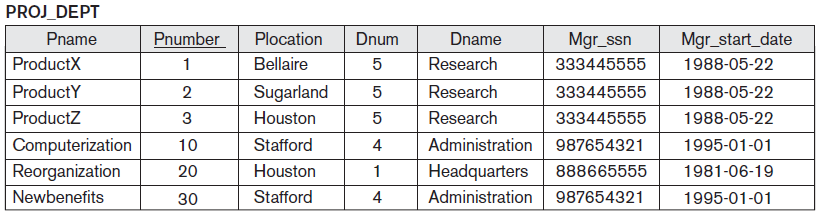 PROJ_DEPT
Pname Pnumber Plocation Dnum Dname Mgr_ssn Mgr_start_date
ProductX 1 Bellaire 5 Research 333445555 1988-05-22
ProductY 2 Sugarland 5 Research 333445555 1988-05-22
ProductZ 3 Houston 5 Research 333445555 1988-05-22
Computerization 10 Stafford 4 Administration 987654321 1995-01-01
Reorganization 20 Houston 1 Headquarters 888665555 1981-06-19
Newbenefits 30 Stafford 4 Administration 987654321 1995-01-01